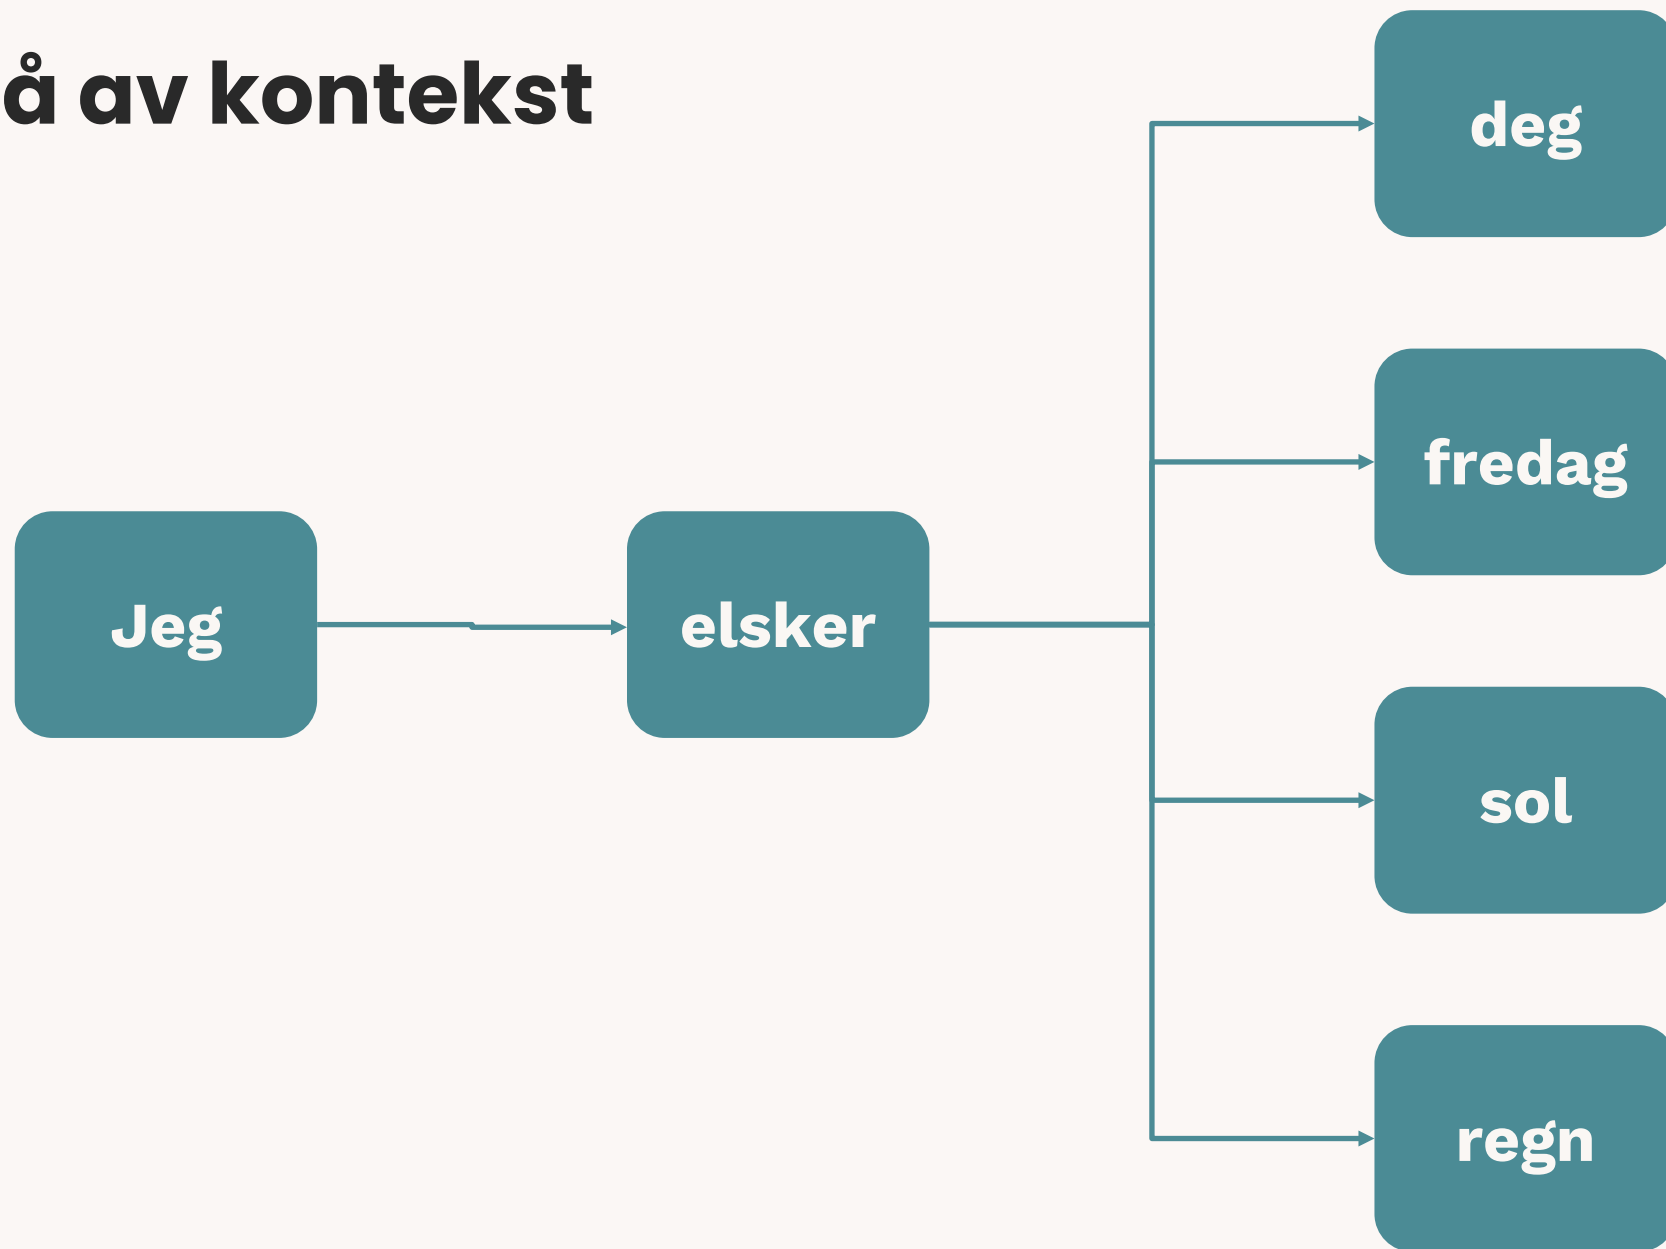 å av kontekst
deg
fredag
Jeg
elsker
sol
regn